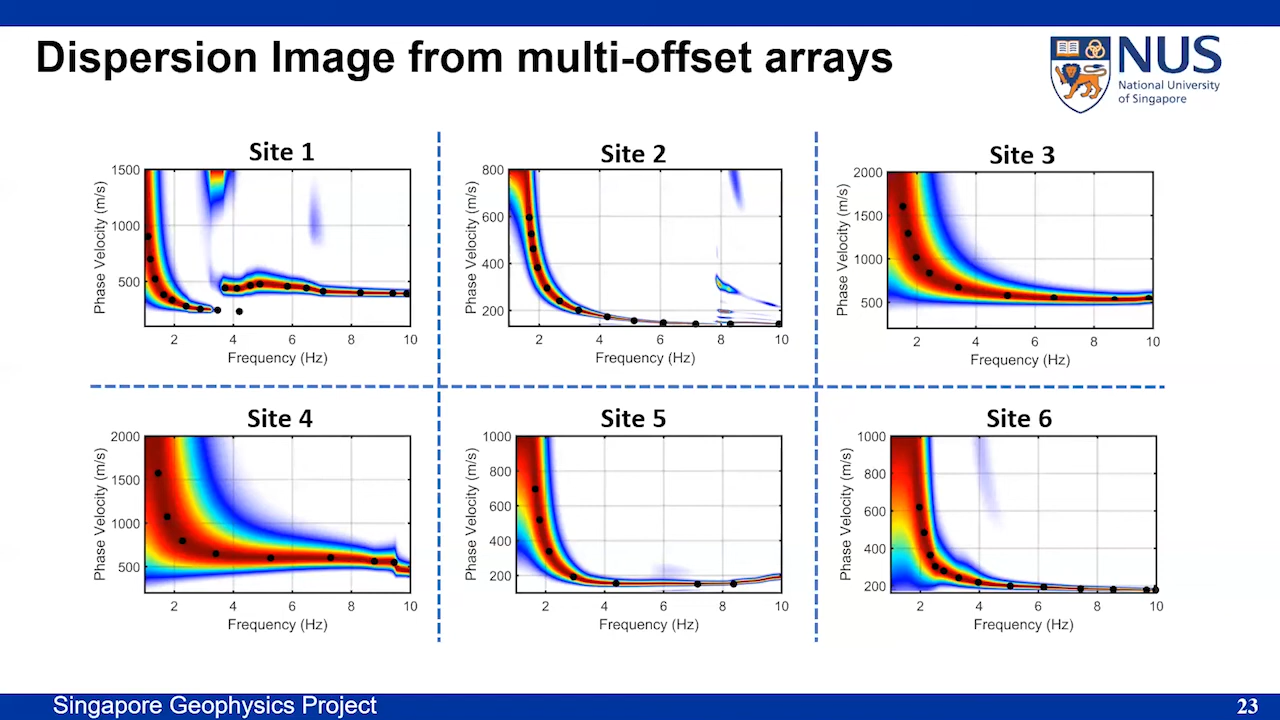 Dispersion Image from multi-offset arrays
NUS
National University
of Singapore
Site 1
1500
1000
500
Phase Velocity (m/s)
2 4 6 8 10
Frequency (Hz)
Site 2
800
600
400
200
Phase Velocity (m/s)
2 4 6 8 10
Frequency (Hz)
Site 3
2000
1500
1000
500
Phase Velocity (m/s)
2 4 6 8 10
Frequency (Hz)
Site 4
2000
1500
1000
500
Phase Velocity (m/s)
2 4 6 8 10
Frequency (Hz)
Site 5
1000
800
600
400
200
Phase Velocity (m/s)
2 4 6 8 10
Frequency (Hz)
Site 6
1000
800
600
400
200
Phase Velocity (m/s)
2 4 6 8 10
Frequency (Hz)
Singapore Geophysics Project
23